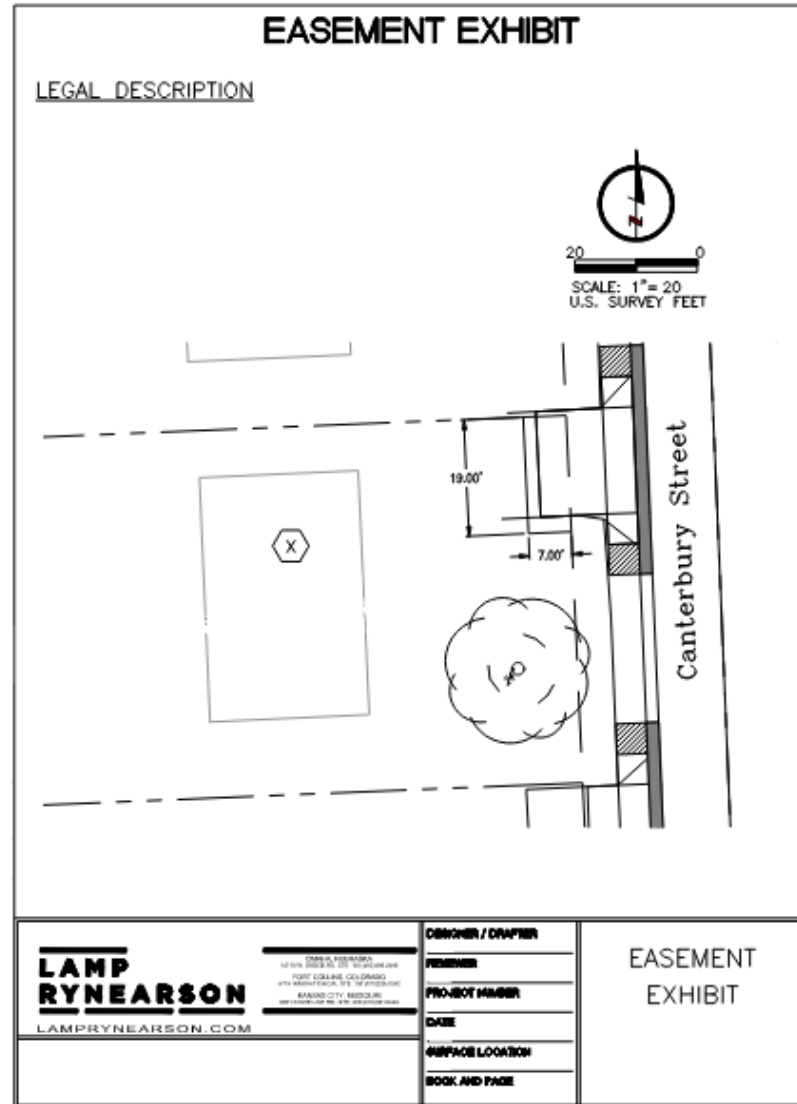 EASEMENT EXHIBIT
LEGAL DESCRIPTION
N
20 0
SCALE: 1"= 20
U.S. SURVEY FEET
19.00'
X
7.00'
Canterbury Street
LAMP
RYNEARSON
LAMPRYNEARSON.COM
OMAHA, NEBRASKA
FORT COLLINS, COLORADO
KANSAS CITY, MISSOURI
DESIGNER / DRAFTER
REVIEWER
PROJECT NUMBER
DATE
SURFACE LOCATION
BOOK AND PAGE
EASEMENT
EXHIBIT